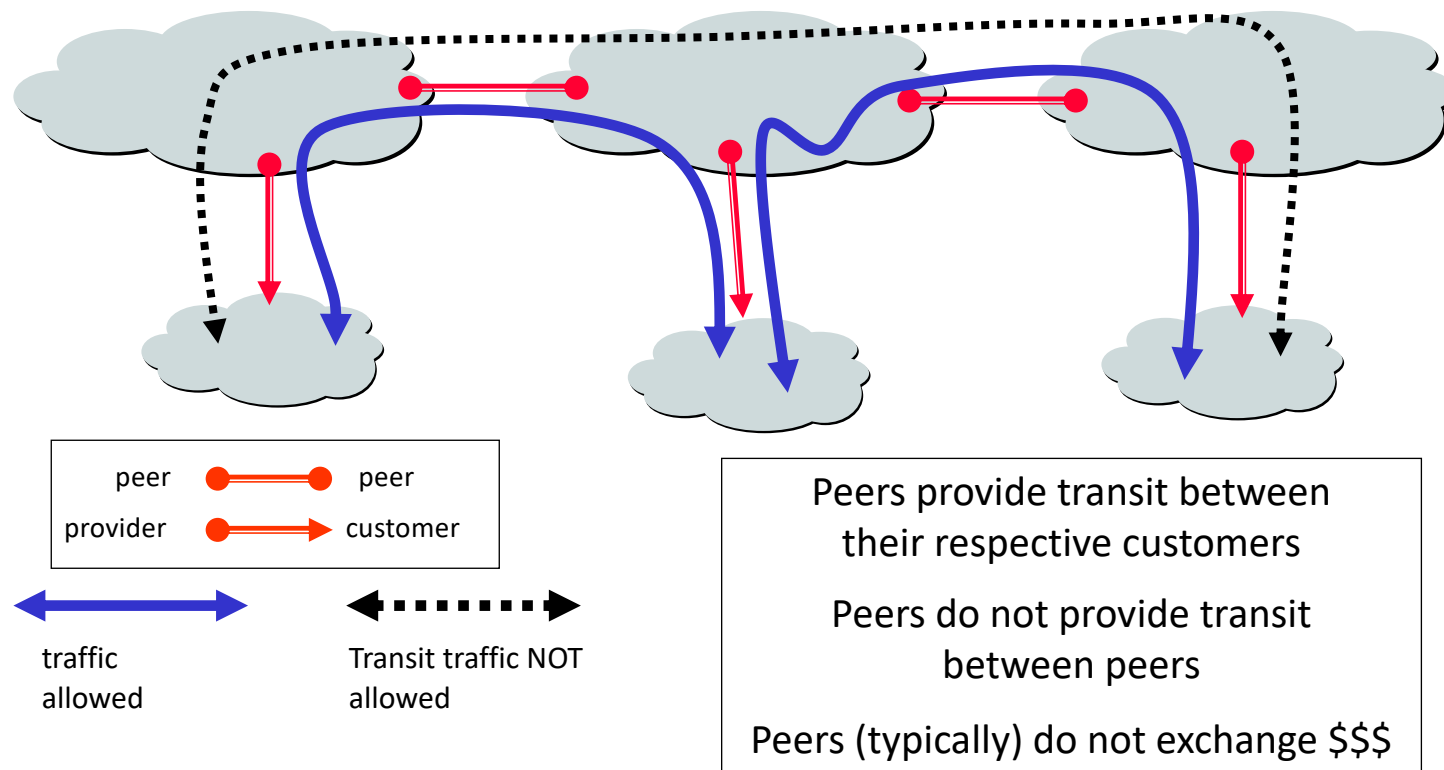 peer peer
provider customer
traffic
allowed
Transit traffic NOT
allowed
Peers provide transit between
their respective customers
Peers do not provide transit
between peers
Peers (typically) do not exchange $$$